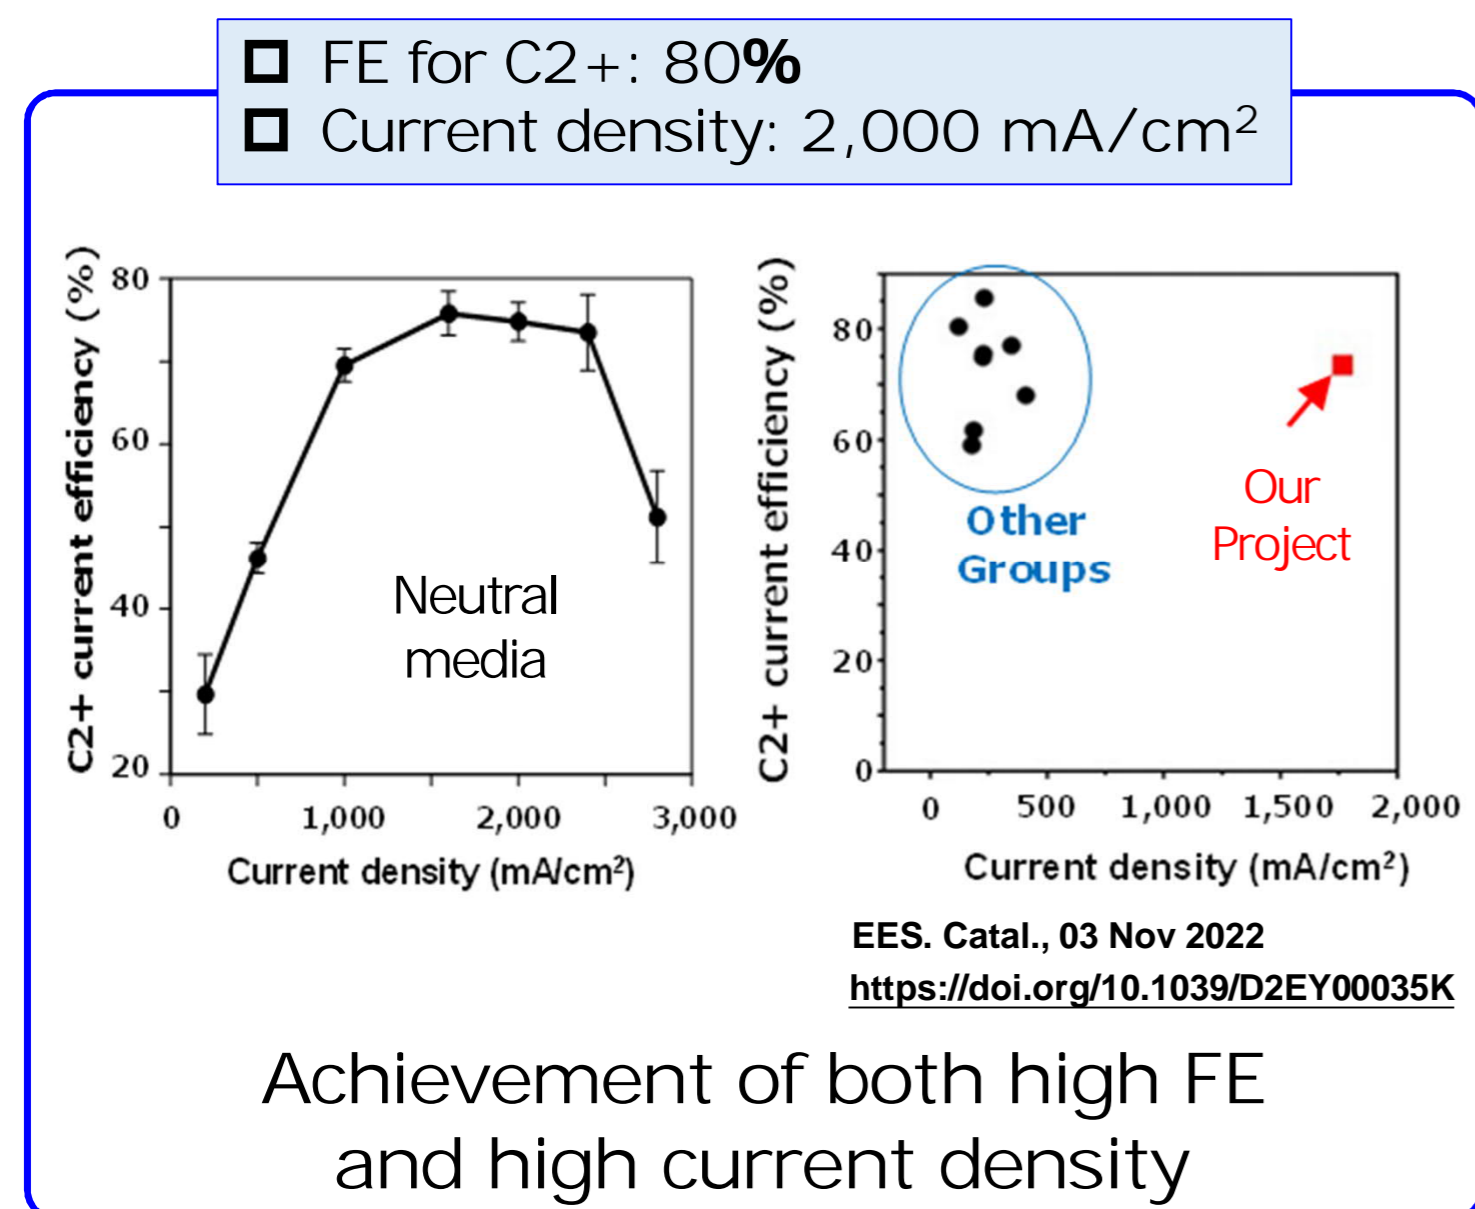 □ FE for C2+: 80%
□ Current density: 2,000 mA/cm²
C2+ current efficiency (%)
80
60
40
20
0
1,000
2,000
3,000
Current density (mA/cm²)
Neutral
media
C2+ current efficiency (%)
80
60
40
20
0
0
500
1,000
1,500
2,000
Current density (mA/cm²)
Other
Groups
Our
Project
EES. Catal., 03 Nov 2022
https://doi.org/10.1039/D2EY00035K
Achievement of both high FE
and high current density